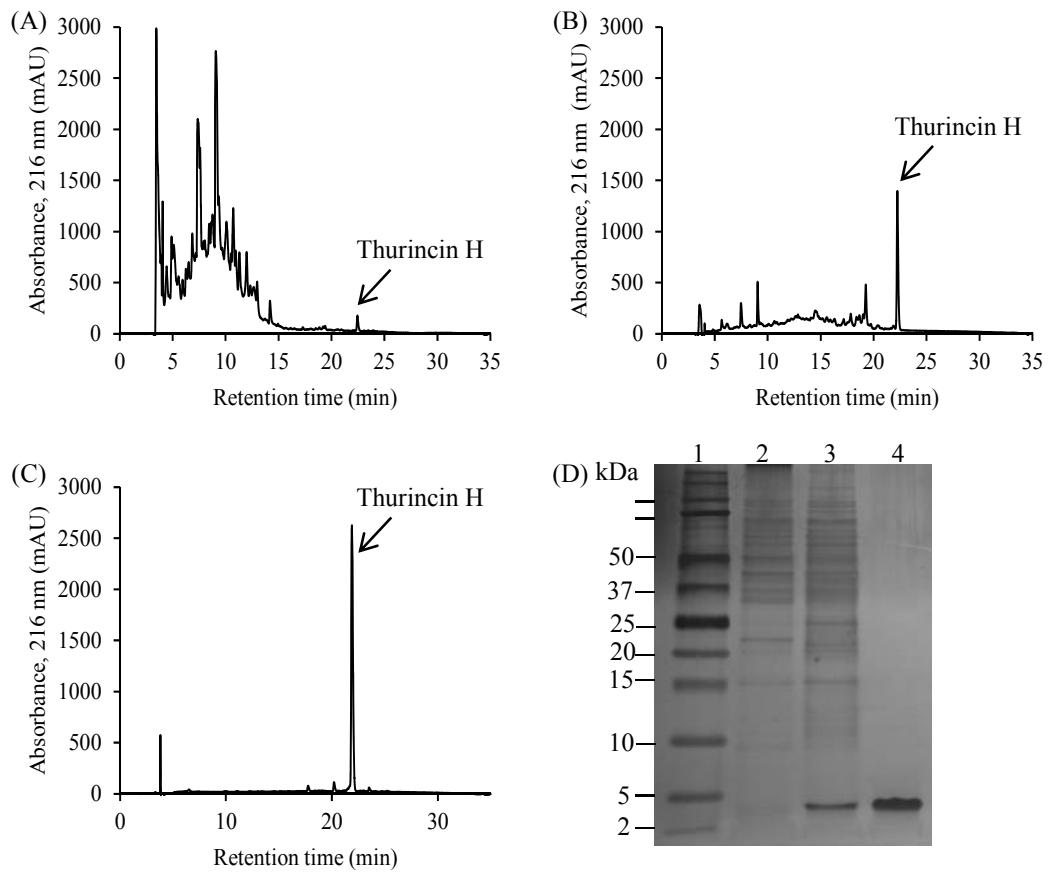 (A)
3000
2500
2000
1500
1000
500
0
Absorbance, 216 nm (mAU)
Thurincin H
0 5 10 15 20 25 30 35
Retention time (min)
(B)
3000
2500
2000
1500
1000
500
0
Absorbance, 216 nm (mAU)
Thurincin H
0 5 10 15 20 25 30 35
Retention time (min)
(C)
3000
2500
2000
1500
1000
500
0
Absorbance, 216 nm (mAU)
Thurincin H
0 10 20 30
Retention time (min)
(D) kDa
1 2 3 4
50
37
25
20
15
10
5
2